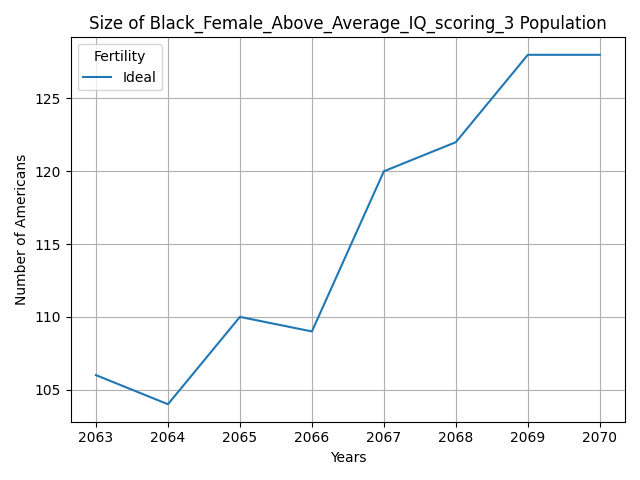 Size of Black_Female_Above_Average_IQ_scoring_3 Population
Fertility
Ideal
Number of Americans
125
120
115
110
105
2063 2064 2065 2066 2067 2068 2069 2070
Years